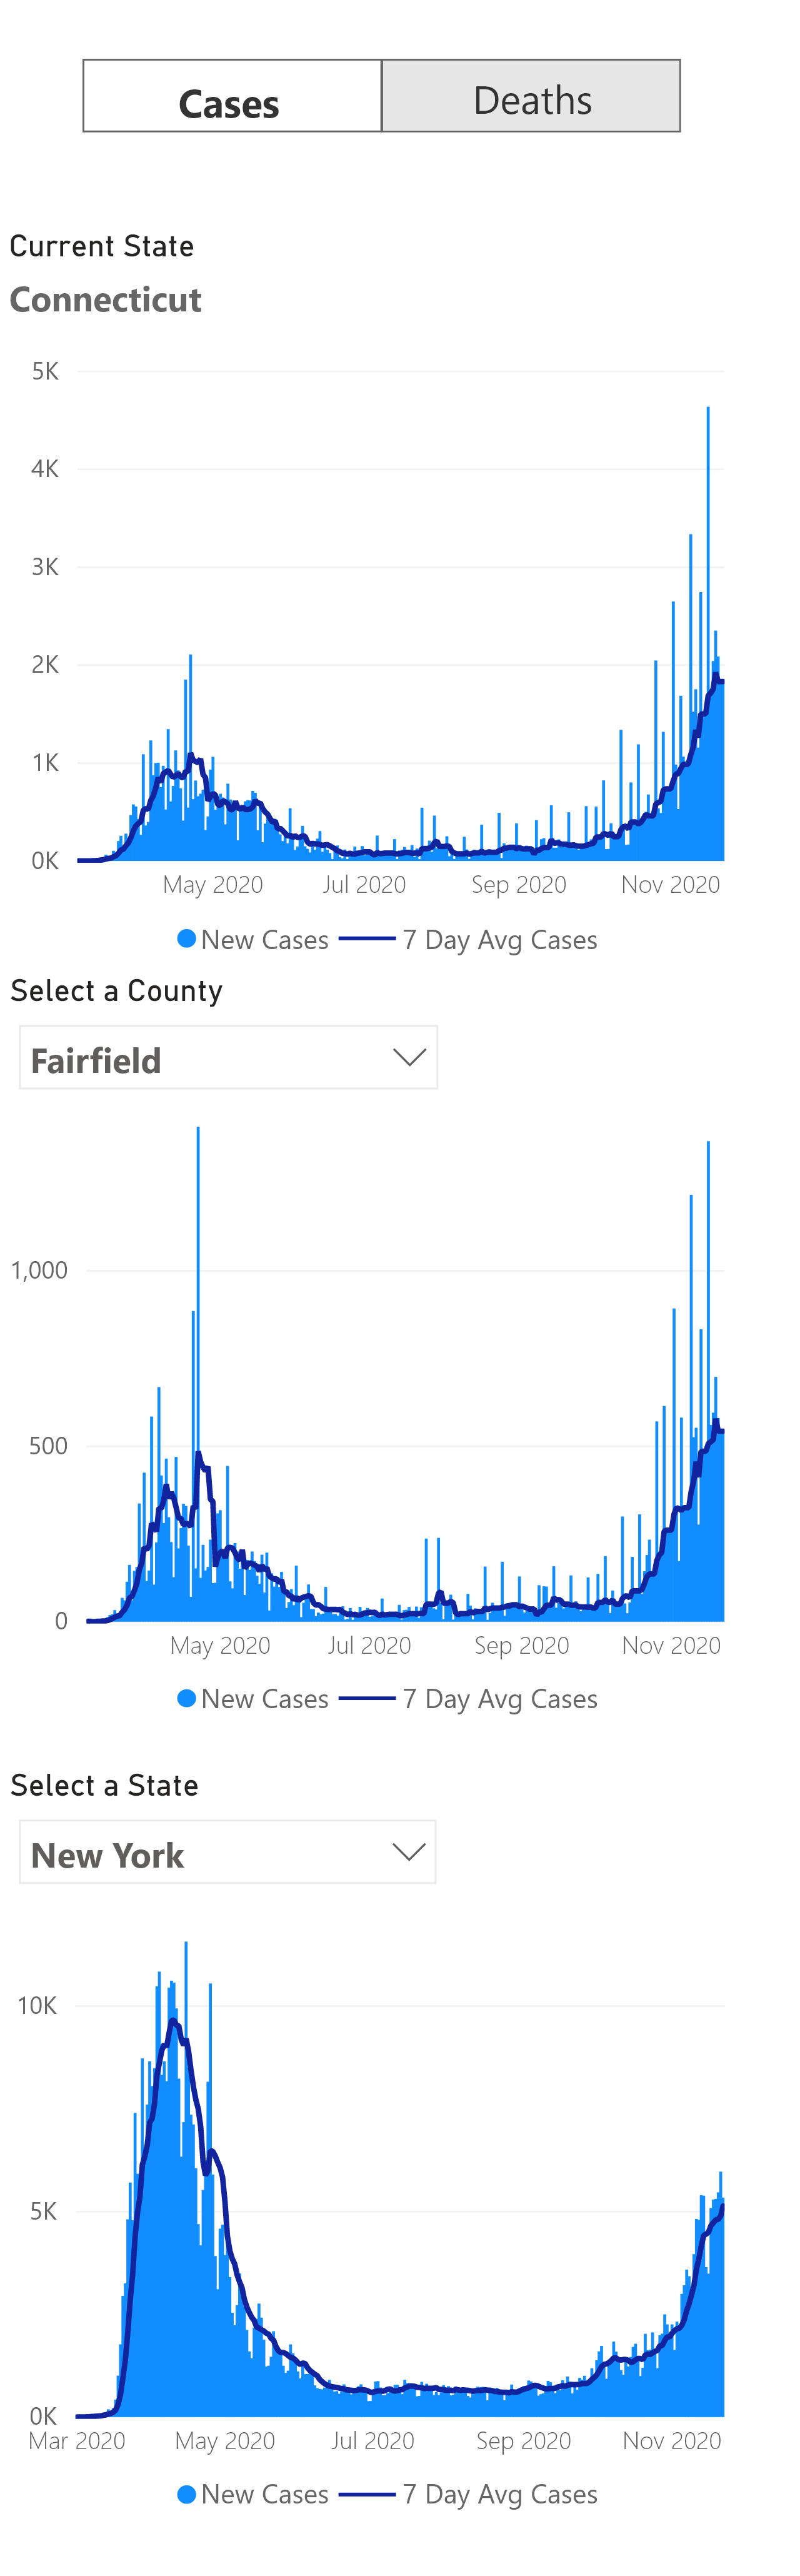 Cases Deaths
Current State
Connecticut
5K
4K
3K
2K
1K
0K
May 2020 Jul 2020 Sep 2020 Nov 2020
New Cases 7 Day Avg Cases
Select a County
Fairfield
1,000
500
0
May 2020 Jul 2020 Sep 2020 Nov 2020
New Cases 7 Day Avg Cases
Select a State
New York
10K
5K
0K
Mar 2020 May 2020 Jul 2020 Sep 2020 Nov 2020
New Cases 7 Day Avg Cases